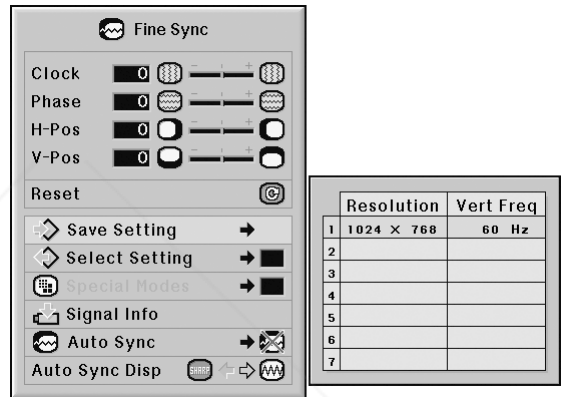 Fine Sync
Clock 0 - +
Phase 0 - +
H-Pos 0 - +
V-Pos 0 - +
Reset
Save Setting
Select Setting
Special Modes
Signal Info
Auto Sync
Auto Sync Disp SHARP
Resolution Vert Freq
1 1024 × 768 60 Hz
2
3
4
5
6
7